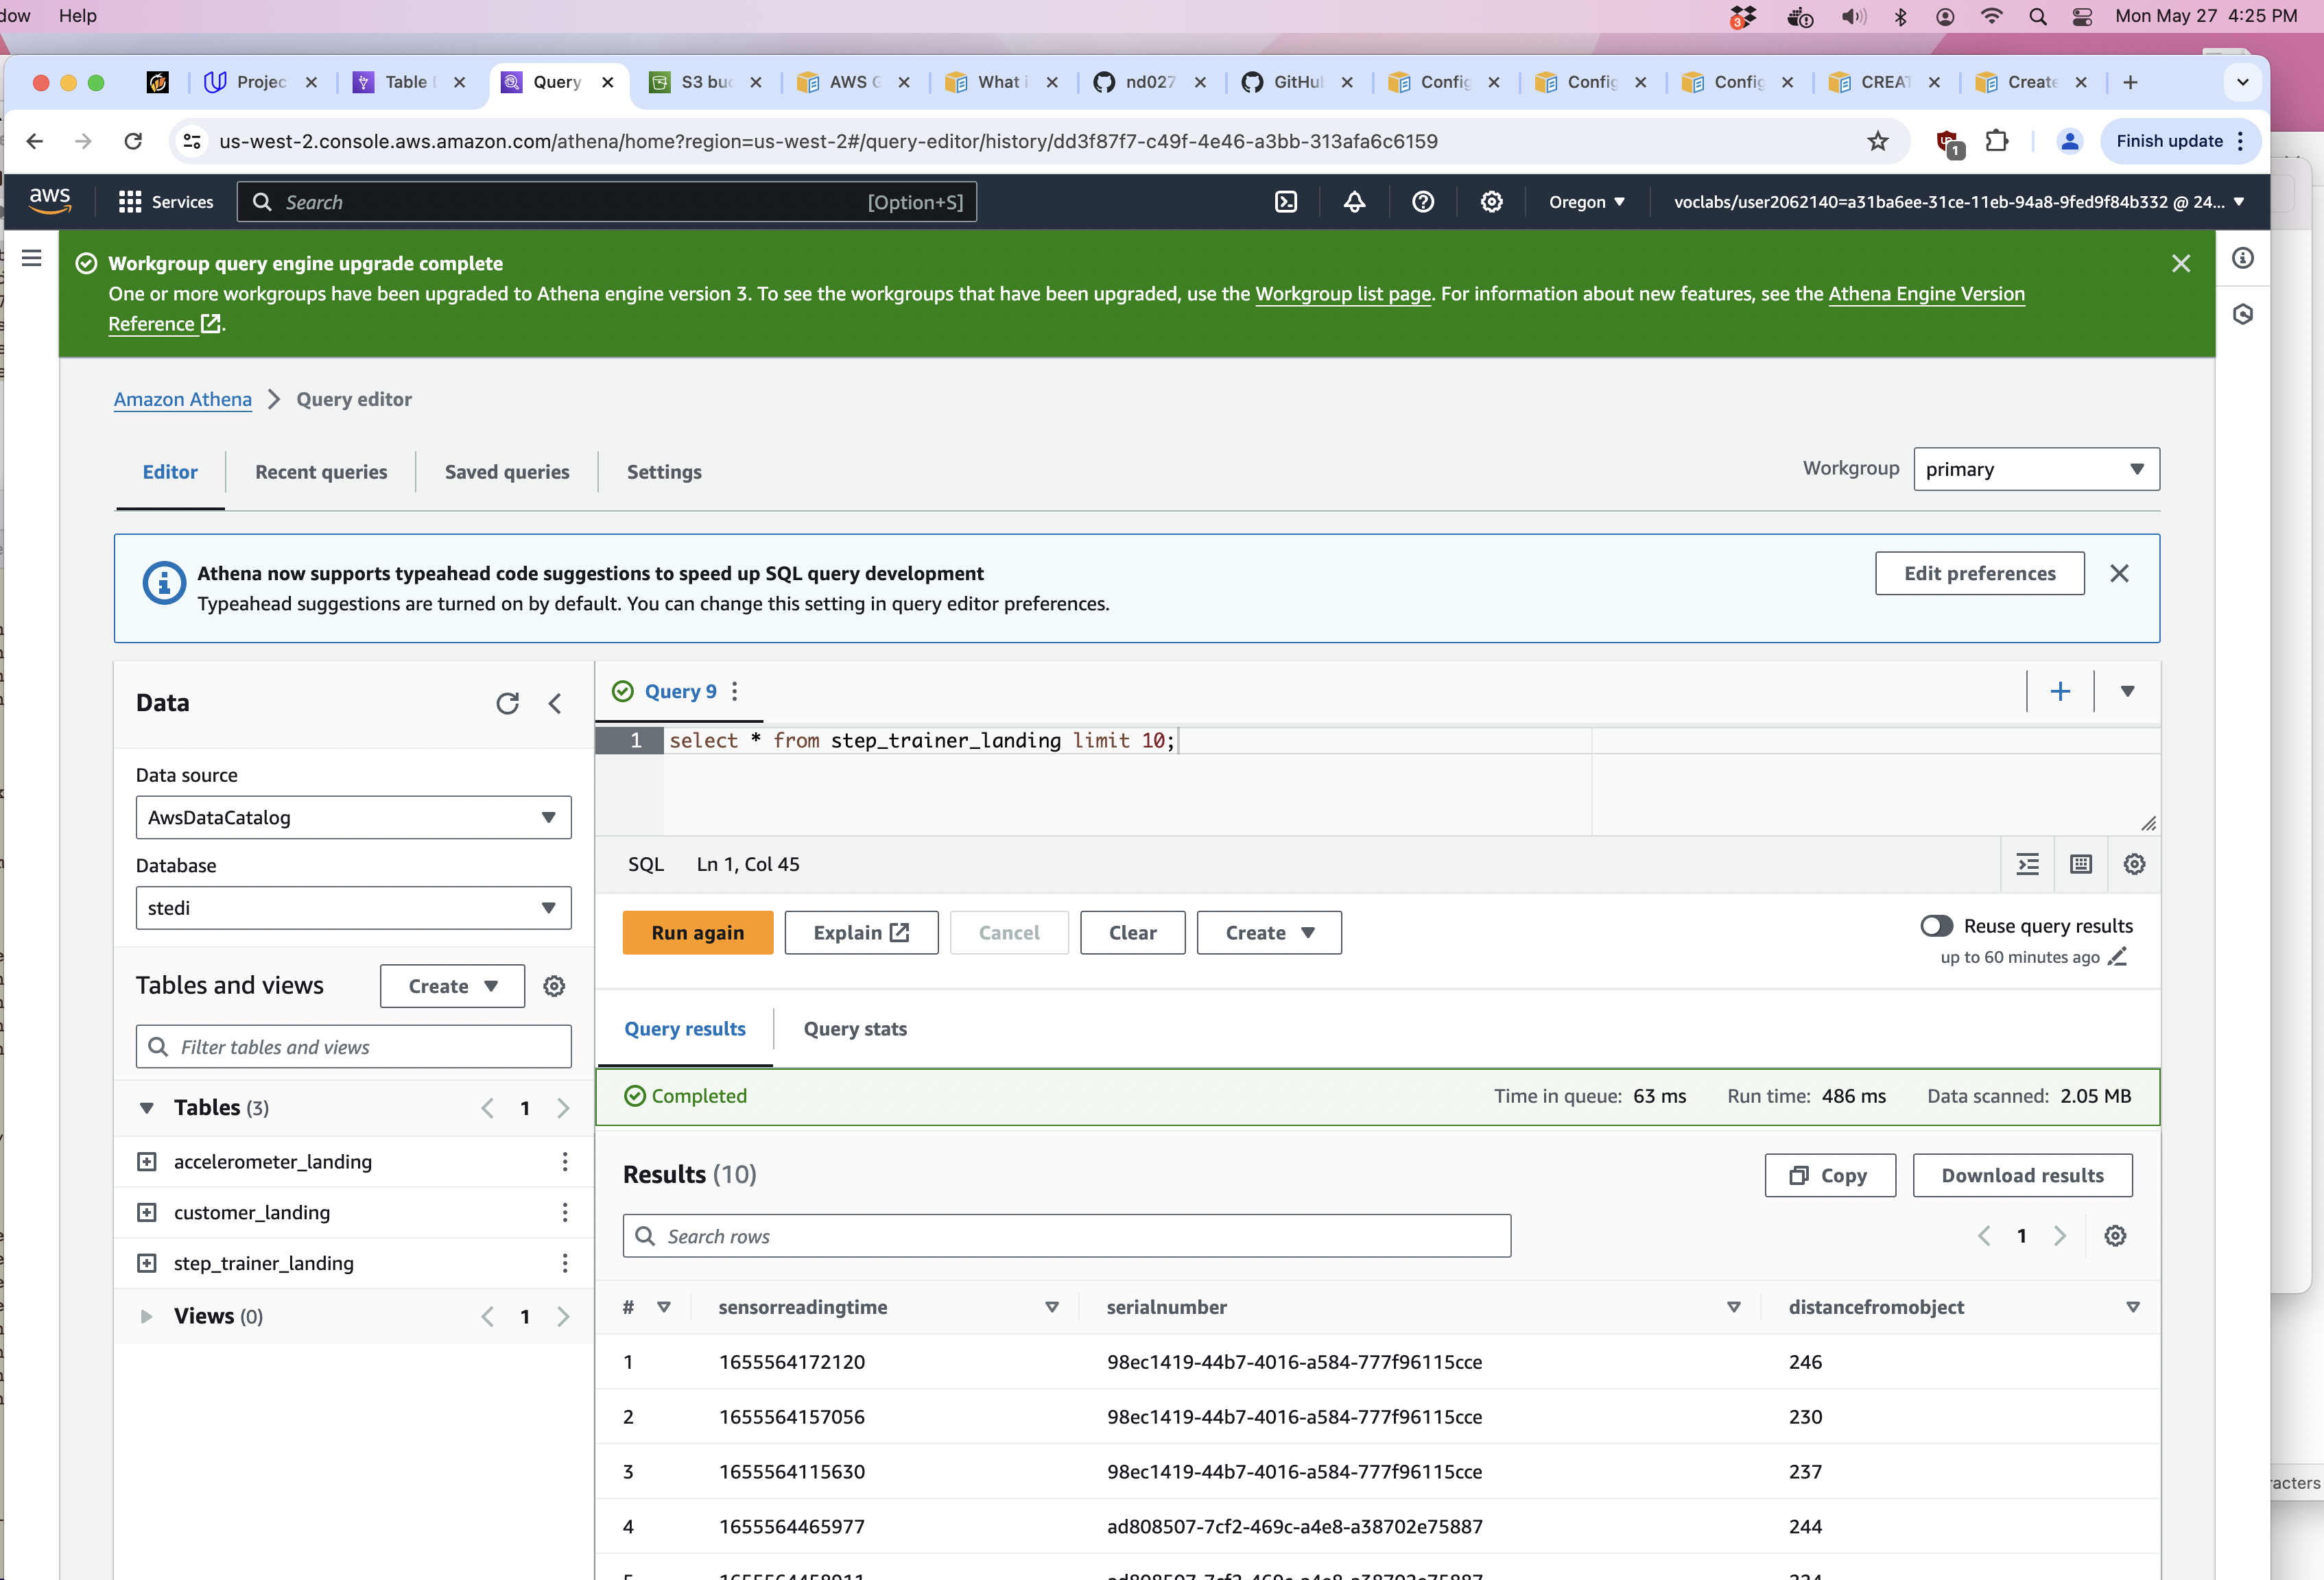 dow Help Mon May 27 4:25 PM
3
Projec Table Query S3 buc AWS G What i nd027 GitHub Config Config Config CREAT Create
us-west-2.console.aws.amazon.com/athena/home?region=us-west-2#/query-editor/history/dd3f87f7-c49f-4e46-a3bb-313afa6c6159 1 Finish update
aws Services Search [Option+S] Oregon voclabs/user2062140=a31ba6ee-31ce-11eb-94a8-9fed9f84b332 @ 24...
Workgroup query engine upgrade complete
One or more workgroups have been upgraded to Athena engine version 3. To see the workgroups that have been upgraded, use the Workgroup list page. For information about new features, see the Athena Engine Version
Reference.
Amazon Athena Query editor
Editor Recent queries Saved queries Settings Workgroup primary
Athena now supports typeahead code suggestions to speed up SQL query development
Typeahead suggestions are turned on by default. You can change this setting in query editor preferences.
Edit preferences
Data
Data source
AwsDataCatalog
Database
stedi
Tables and views Create
Filter tables and views
Tables (3) 1
accelerometer_landing
customer_landing
step_trainer_landing
Views (0) 1
Query 9
1 select * from step_trainer_landing limit 10;
SQL Ln 1, Col 45
Run again Explain Cancel Clear Create
Reuse query results
up to 60 minutes ago
Query results Query stats
Completed Time in queue: 63 ms Run time: 486 ms Data scanned: 2.05 MB
Results (10) Copy Download results
Search rows 1
# sensorreadingtime serialnumber distancefromobject
1 1655564172120 98ec1419-44b7-4016-a584-777f96115cce 246
2 1655564157056 98ec1419-44b7-4016-a584-777f96115cce 230
3 1655564115630 98ec1419-44b7-4016-a584-777f96115cce 237
4 1655564465977 ad808507-7cf2-469c-a4e8-a38702e75887 244
racters